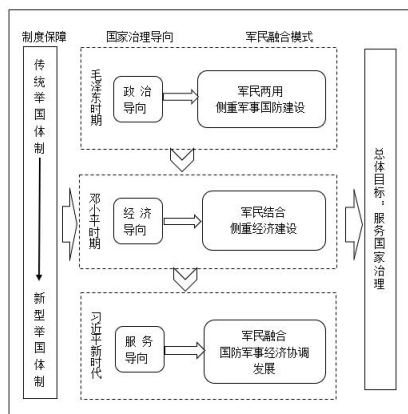 制度保障 国家治理导向 军民融合模式
传统举国体制
新型举国体制
毛泽东时期
政 治
导向
军民两用
侧重军事国防建设
邓小平时期
经 济
导向
军民结合
侧重经济建设
习近平新时代
服 务
导向
军民融合
国防军事经济协调
发展
总体目标：服务国家治理